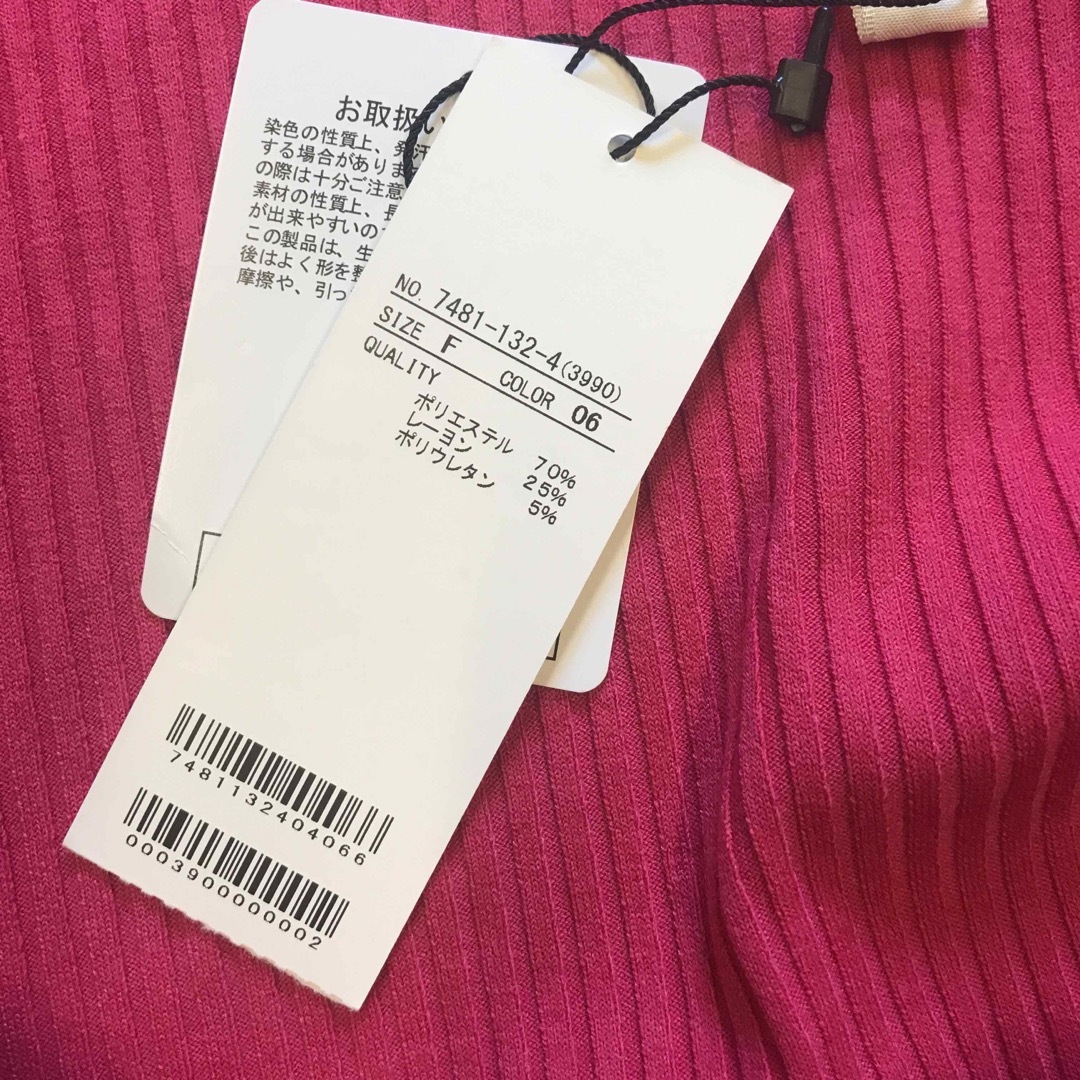 お取扱い
染色の性質上、発汗
する場合がありま
の際は十分ご注意
素材の性質上、長
が出来やすいの
この製品は、生
後はよく形を整
摩擦や、引っ
NO. 7481-132-4(3990)
SIZE F COLOR 06
QUALITY
ポリエステル 70%
レーヨン 25%
ポリウレタン 5%
7481132404066
0003900000002